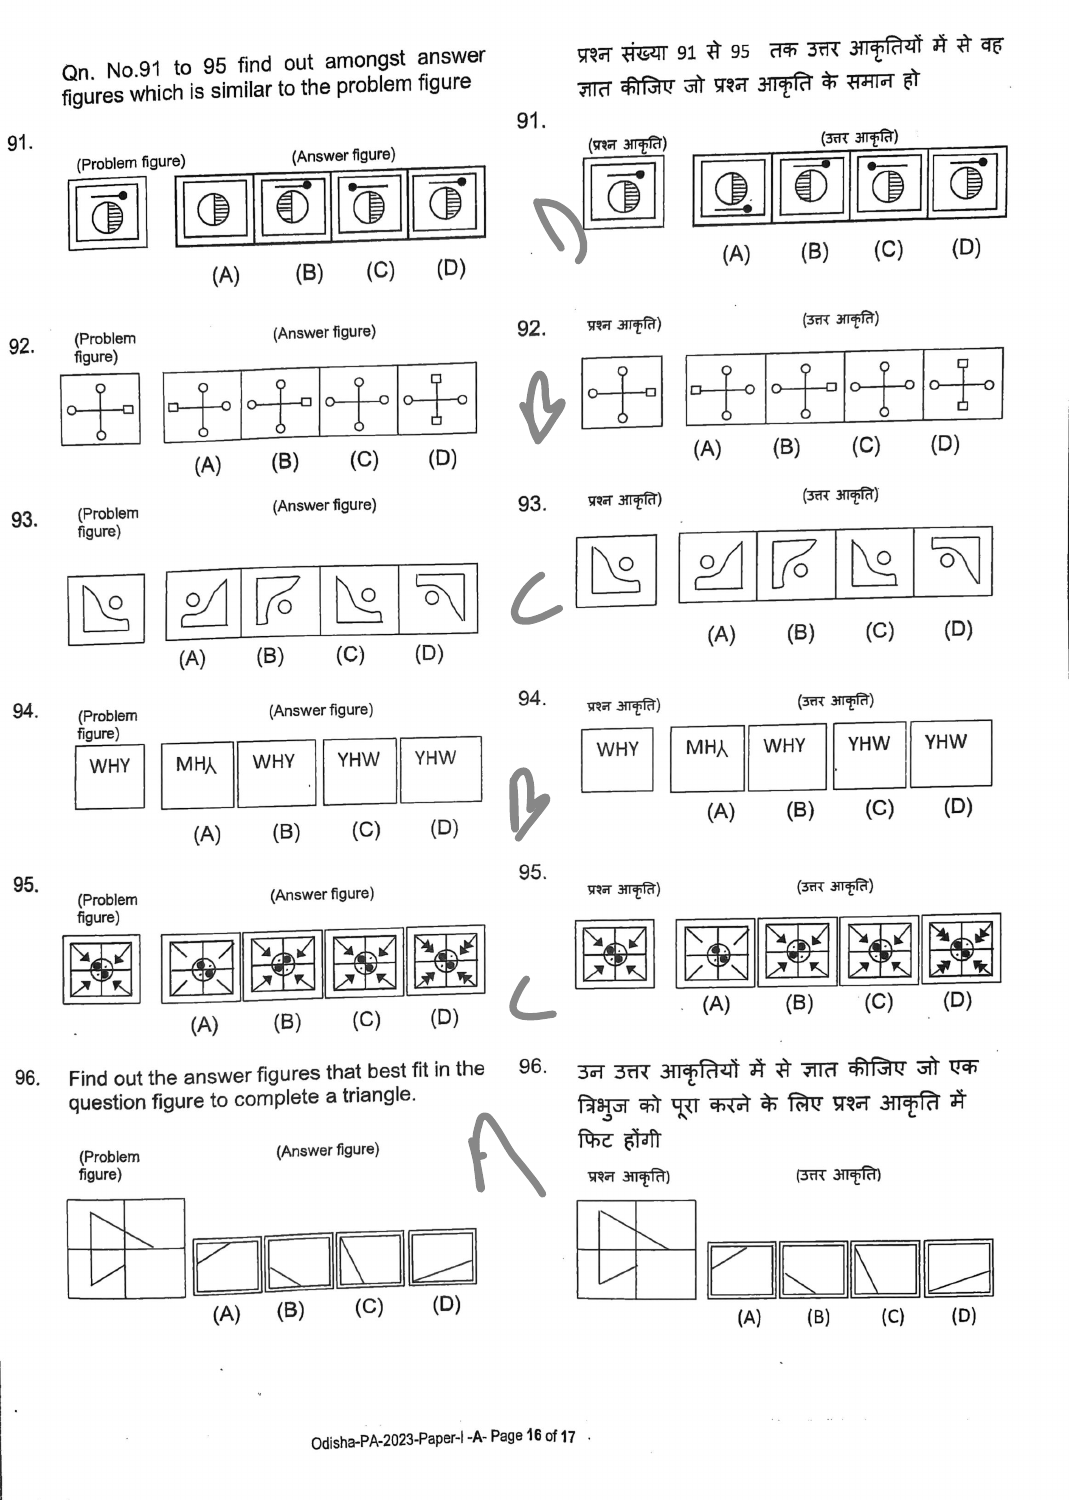 Qn. No.91 to 95 find out amongst answer
figures which is similar to the problem figure
91.
(Problem figure)
(Answer figure)
(A) (B) (C) (D)
92.
(Problem
figure)
(Answer figure)
(A) (B) (C) (D)
93.
(Problem
figure)
(Answer figure)
(A) (B) (C) (D)
94.
(Problem
figure)
(Answer figure)
WHY
MH⅄ WHY YHW YHW
(A) (B) (C) (D)
95.
(Problem
figure)
(Answer figure)
(A) (B) (C) (D)
96. Find out the answer figures that best fit in the
question figure to complete a triangle.
(Problem
figure)
(Answer figure)
(A) (B) (C) (D)
प्रश्न संख्या 91 से 95 तक उत्तर आकृतियों में से वह
ज्ञात कीजिए जो प्रश्न आकृति के समान हो
91.
(प्रश्न आकृति)
(उत्तर आकृति)
D
(A) (B) (C) (D)
92.
प्रश्न आकृति)
(उत्तर आकृति)
B
(A) (B) (C) (D)
93.
प्रश्न आकृति)
(उत्तर आकृति)
C
(A) (B) (C) (D)
94.
प्रश्न आकृति)
(उत्तर आकृति)
WHY
MH⅄ WHY YHW YHW
B
(A) (B) (C) (D)
95.
प्रश्न आकृति)
(उत्तर आकृति)
C
(A) (B) (C) (D)
96. उन उत्तर आकृतियों में से ज्ञात कीजिए जो एक
त्रिभुज को पूरा करने के लिए प्रश्न आकृति में
फिट होंगी
A
प्रश्न आकृति)
(उत्तर आकृति)
(A) (B) (C) (D)
Odisha-PA-2023-Paper-I -A- Page 16 of 17